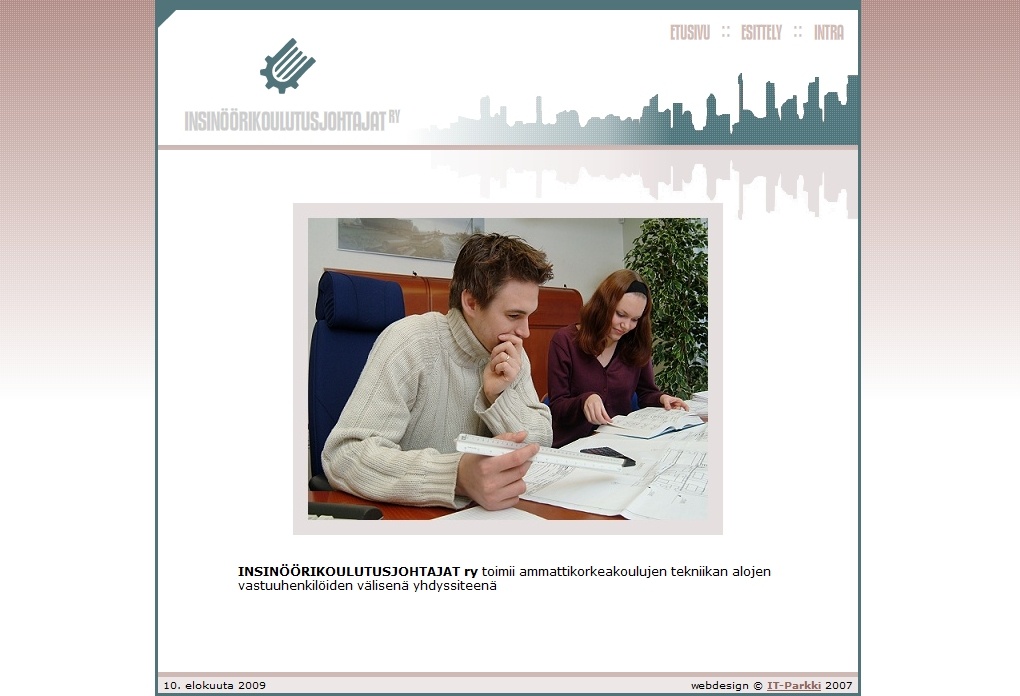 ETUSIVU :: ESITTELY :: INTRA
INSINÖÖRIKOULUTUSJOHTAJAT RY
INSINÖÖRIKOULUTUSJOHTAJAT ry toimii ammattikorkeakoulujen tekniikan alojen
vastuuhenkilöiden välisenä yhdyssiteenä
10. elokuuta 2009
webdesign © IT-Parkki 2007